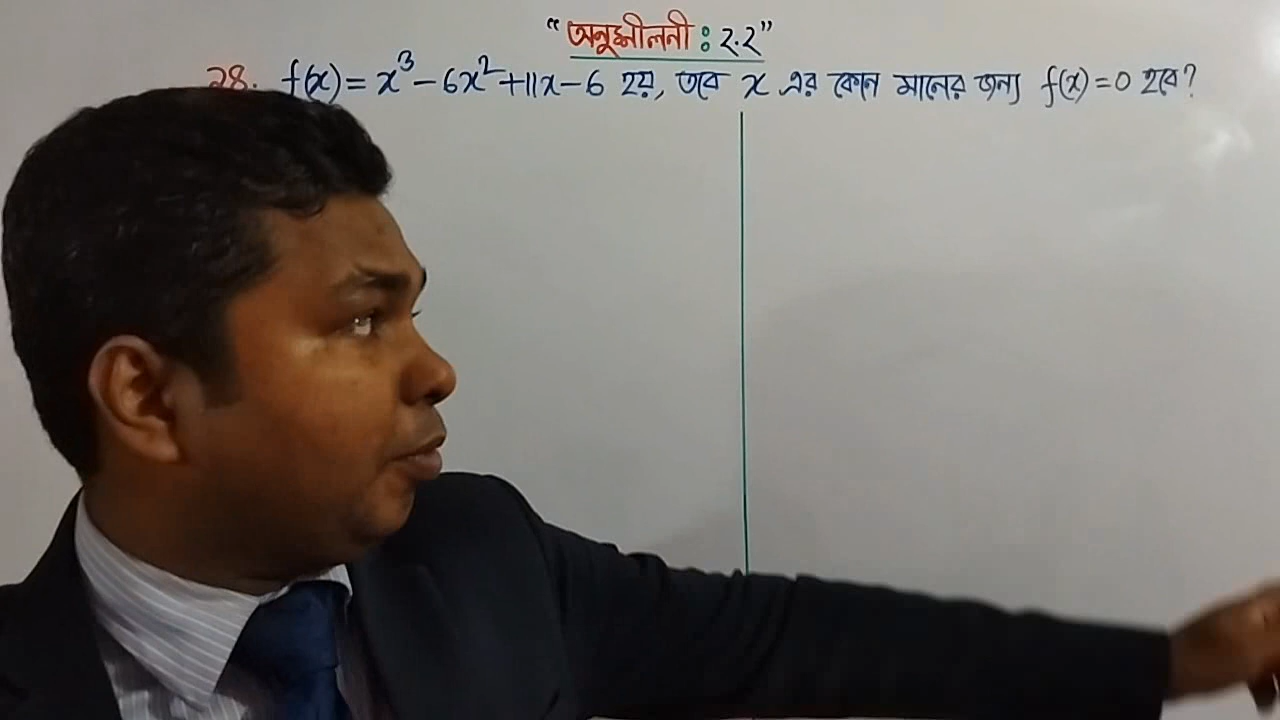 “অনুশীলনী : ২.২”
২৪. f(x) = x³ – 6x² + 11x – 6 হয়, তবে x এর কোন মানের জন্য f(x) = 0 হবে?